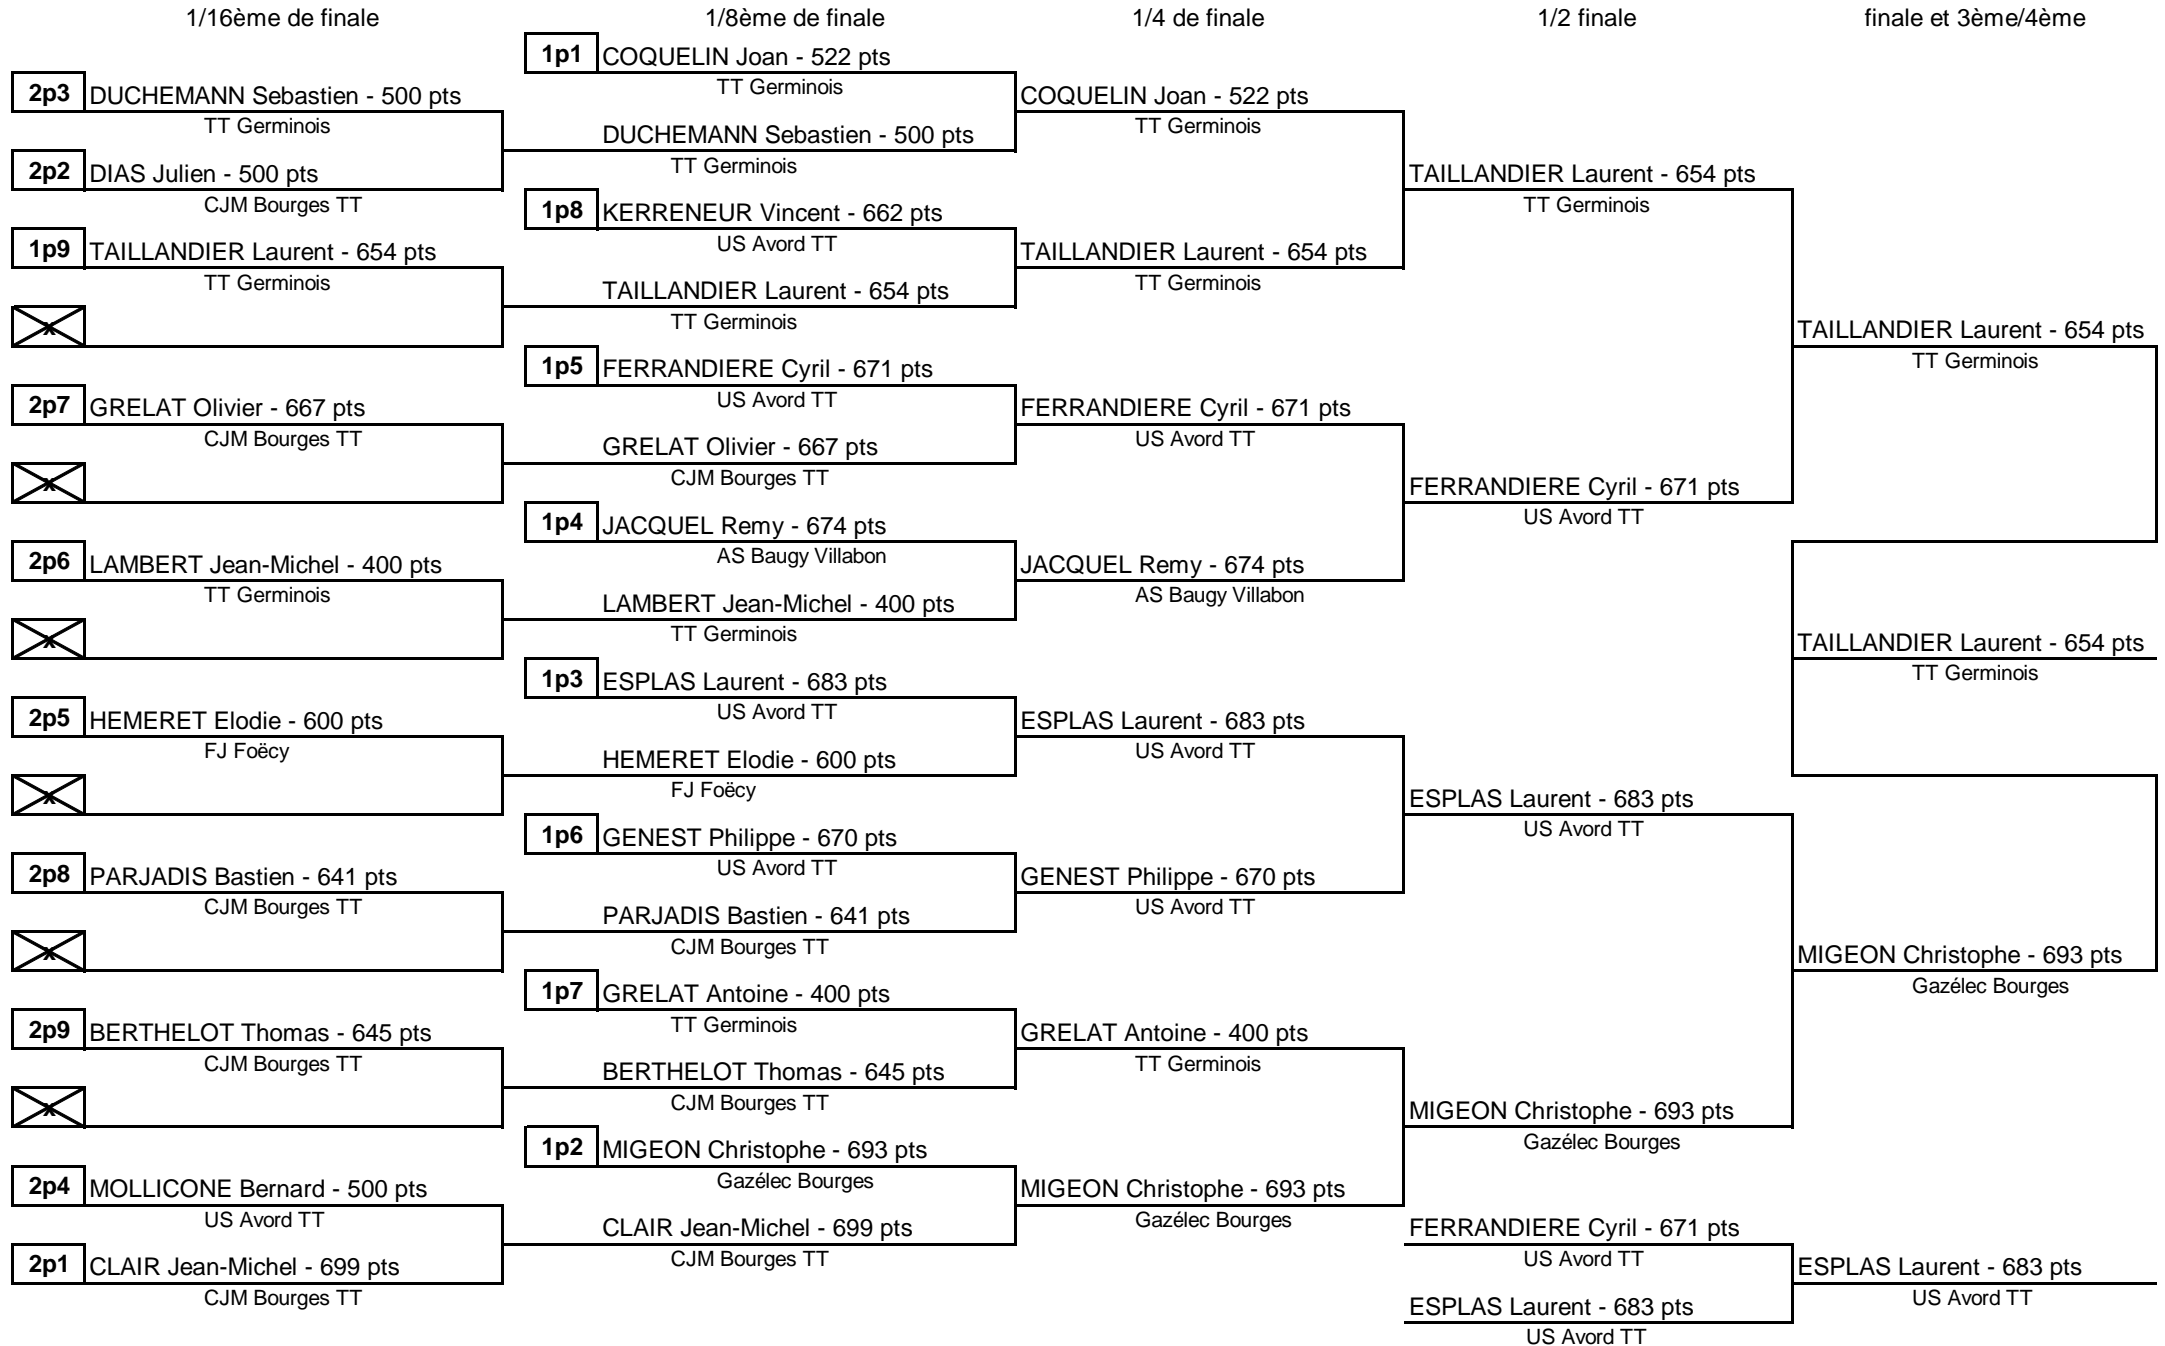 1/16ème de finale
1/8ème de finale
1/4 de finale
1/2 finale
finale et 3ème/4ème
2p3 DUCHEMANN Sebastien - 500 pts
TT Germinois
2p2 DIAS Julien - 500 pts
CJM Bourges TT
1p9 TAILLANDIER Laurent - 654 pts
TT Germinois
x
2p7 GRELAT Olivier - 667 pts
CJM Bourges TT
x
2p6 LAMBERT Jean-Michel - 400 pts
TT Germinois
x
2p5 HEMERET Elodie - 600 pts
FJ Foëcy
x
2p8 PARJADIS Bastien - 641 pts
CJM Bourges TT
x
2p9 BERTHELOT Thomas - 645 pts
CJM Bourges TT
x
2p4 MOLLICONE Bernard - 500 pts
US Avord TT
2p1 CLAIR Jean-Michel - 699 pts
CJM Bourges TT
1p1 COQUELIN Joan - 522 pts
TT Germinois
DUCHEMANN Sebastien - 500 pts
TT Germinois
1p8 KERRENEUR Vincent - 662 pts
US Avord TT
TAILLANDIER Laurent - 654 pts
TT Germinois
1p5 FERRANDIERE Cyril - 671 pts
US Avord TT
GRELAT Olivier - 667 pts
CJM Bourges TT
1p4 JACQUEL Remy - 674 pts
AS Baugy Villabon
LAMBERT Jean-Michel - 400 pts
TT Germinois
1p3 ESPLAS Laurent - 683 pts
US Avord TT
HEMERET Elodie - 600 pts
FJ Foëcy
1p6 GENEST Philippe - 670 pts
US Avord TT
PARJADIS Bastien - 641 pts
CJM Bourges TT
1p7 GRELAT Antoine - 400 pts
TT Germinois
BERTHELOT Thomas - 645 pts
CJM Bourges TT
1p2 MIGEON Christophe - 693 pts
Gazélec Bourges
CLAIR Jean-Michel - 699 pts
CJM Bourges TT
COQUELIN Joan - 522 pts
TT Germinois
TAILLANDIER Laurent - 654 pts
TT Germinois
FERRANDIERE Cyril - 671 pts
US Avord TT
JACQUEL Remy - 674 pts
AS Baugy Villabon
ESPLAS Laurent - 683 pts
US Avord TT
GENEST Philippe - 670 pts
US Avord TT
GRELAT Antoine - 400 pts
TT Germinois
MIGEON Christophe - 693 pts
Gazélec Bourges
TAILLANDIER Laurent - 654 pts
TT Germinois
FERRANDIERE Cyril - 671 pts
US Avord TT
ESPLAS Laurent - 683 pts
US Avord TT
MIGEON Christophe - 693 pts
Gazélec Bourges
FERRANDIERE Cyril - 671 pts
US Avord TT
ESPLAS Laurent - 683 pts
US Avord TT
TAILLANDIER Laurent - 654 pts
TT Germinois
TAILLANDIER Laurent - 654 pts
TT Germinois
MIGEON Christophe - 693 pts
Gazélec Bourges
ESPLAS Laurent - 683 pts
US Avord TT